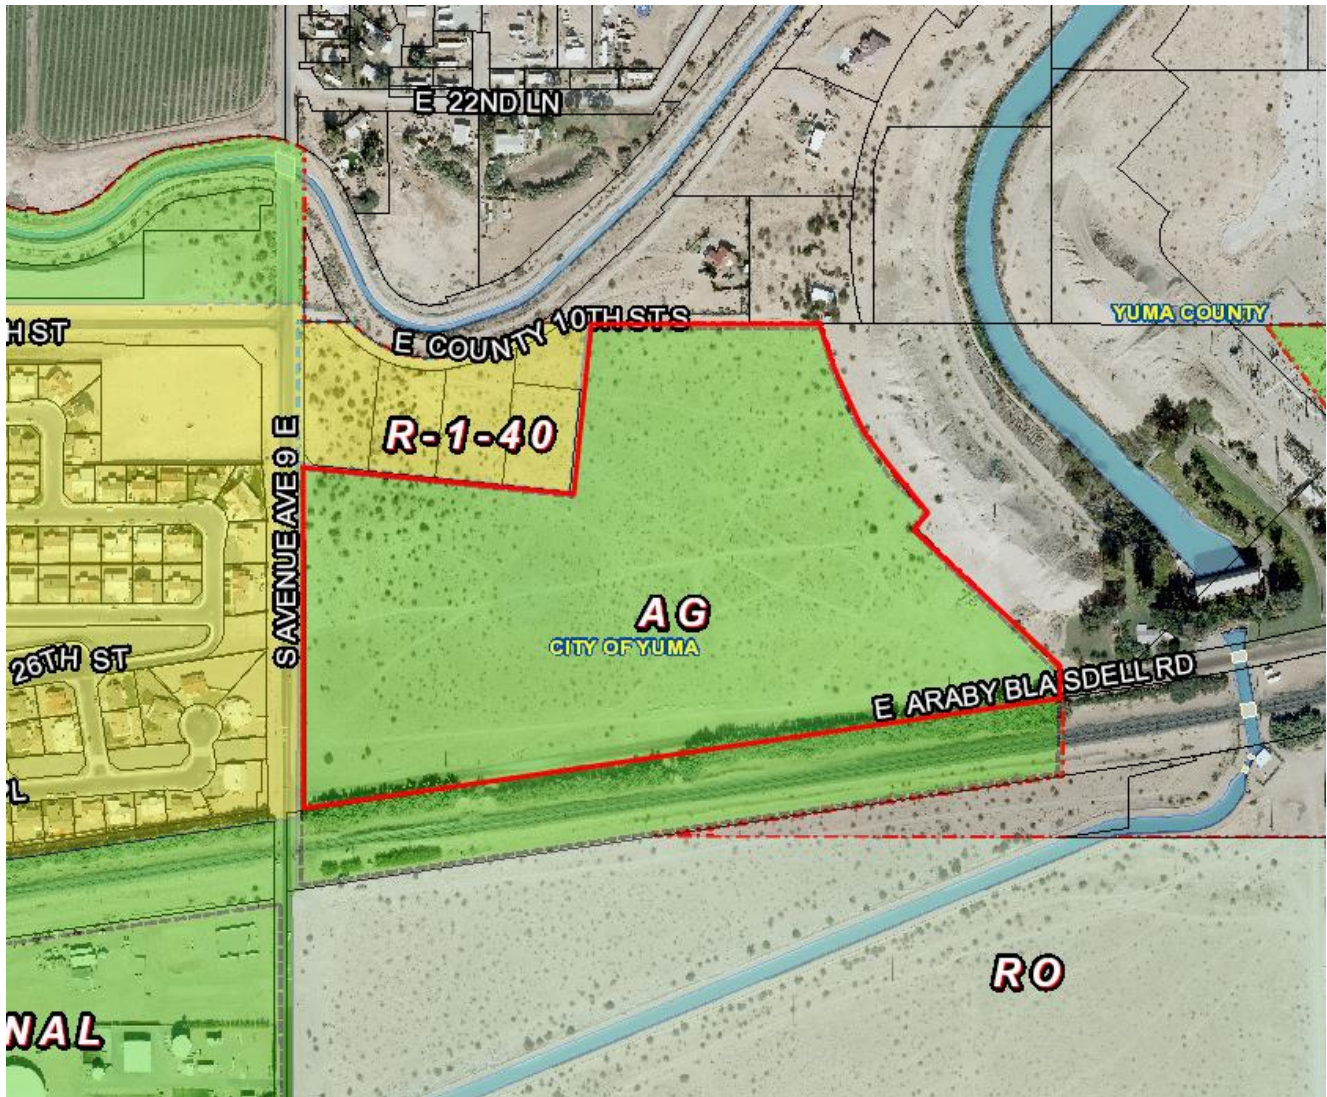 E 22ND LN
YUMA COUNTY
H ST
E COUNTY 10TH ST S
R-1-40
S AVENUE AVE 9 E
AG
CITY OF YUMA
26TH ST
E ARABY BLAISDELL RD
PL
RO
NAL